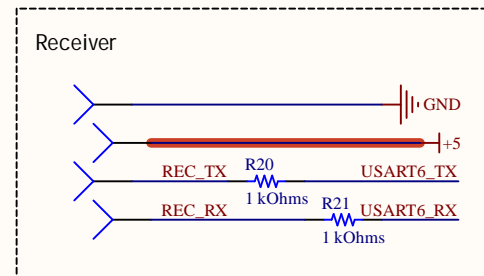 Receiver
GND
+5
REC_TX R20 USART6_TX
1 kOhms
REC_RX R21 USART6_RX
1 kOhms